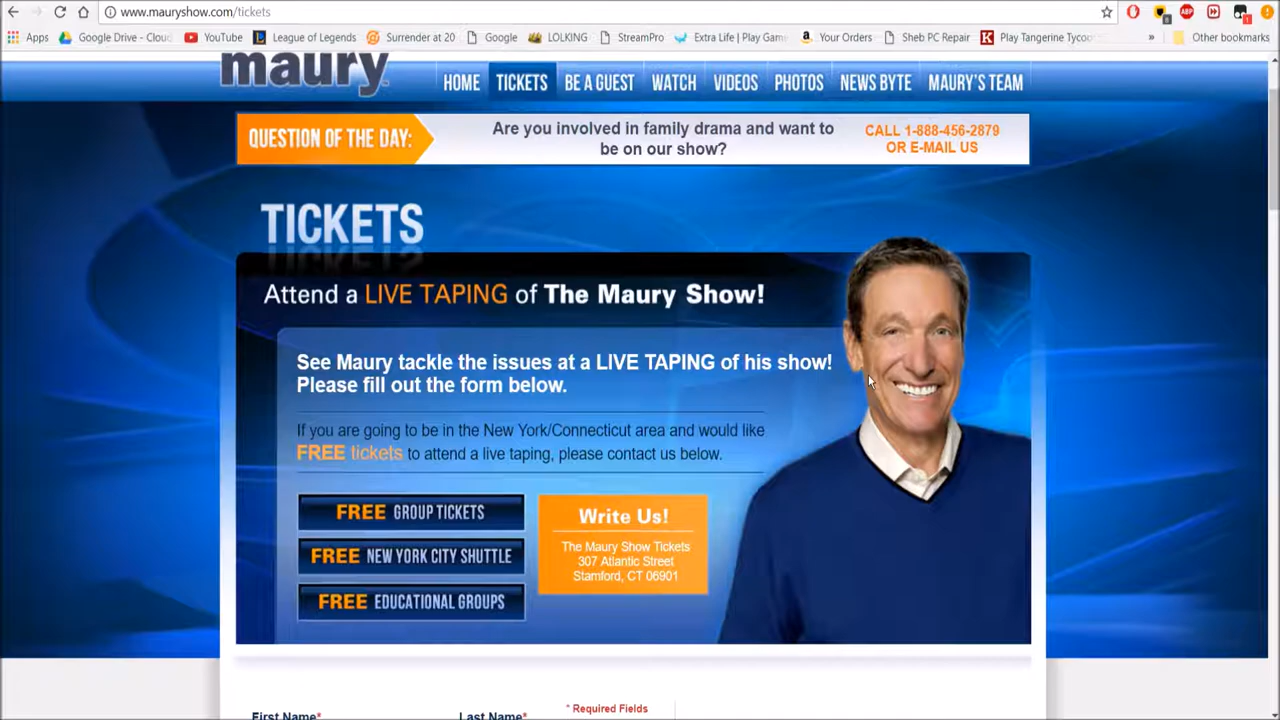 www.mauryshow.com/tickets
Apps Google Drive - Cloud YouTube League of Legends Surrender at 20 Google LOLKING StreamPro Extra Life | Play Game Your Orders Sheb PC Repair Play Tangerine Tycoo » Other bookmarks
maury
HOME TICKETS BE A GUEST WATCH VIDEOS PHOTOS NEWS BYTE MAURY'S TEAM
QUESTION OF THE DAY:
Are you involved in family drama and want to
be on our show?
CALL 1-888-456-2879
OR E-MAIL US
TICKETS
Attend a LIVE TAPING of The Maury Show!
See Maury tackle the issues at a LIVE TAPING of his show!
Please fill out the form below.
If you are going to be in the New York/Connecticut area and would like
FREE tickets to attend a live taping, please contact us below.
FREE GROUP TICKETS
FREE NEW YORK CITY SHUTTLE
FREE EDUCATIONAL GROUPS
Write Us!
The Maury Show Tickets
307 Atlantic Street
Stamford, CT 06901
* Required Fields
First Name* Last Name*